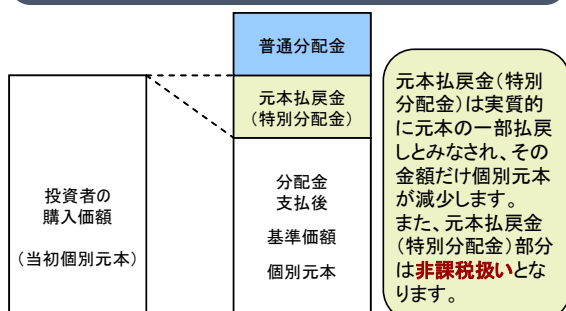 普通分配金
元本払戻金
(特別分配金)
投資者の
購入価額
(当初個別元本)
分配金
支払後
基準価額
個別元本
元本払戻金(特別
分配金)は実質的
に元本の一部払戻
しとみなされ、その
金額だけ個別元本
が減少します。
また、元本払戻金
(特別分配金)部分
は非課税扱いとな
ります。